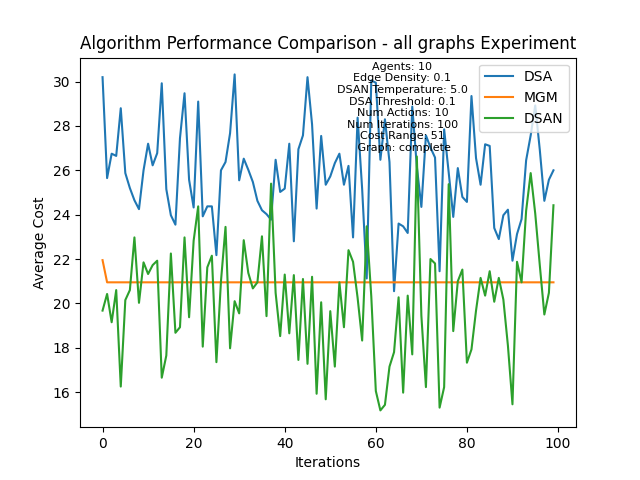 Algorithm Performance Comparison - all graphs Experiment
Agents: 10
Edge Density: 0.1
DSAN Temperature: 5.0
DSA Threshold: 0.1
Num Actions: 10
Num Iterations: 100
Cost Range: 51
Graph: complete
DSA
MGM
DSAN
Average Cost
30
28
26
24
22
20
18
16
0
20
40
60
80
100
Iterations